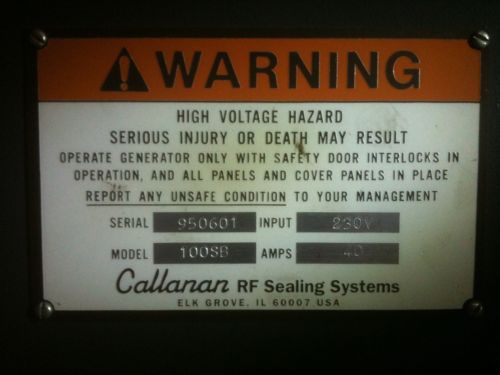 WARNING
HIGH VOLTAGE HAZARD
SERIOUS INJURY OR DEATH MAY RESULT
OPERATE GENERATOR ONLY WITH SAFETY DOOR INTERLOCKS IN
OPERATION, AND ALL PANELS AND COVER PANELS IN PLACE
REPORT ANY UNSAFE CONDITION TO YOUR MANAGEMENT
SERIAL 950601 INPUT 230V
MODEL 100SB AMPS 40
Callanan RF Sealing Systems
ELK GROVE, IL 60007 USA